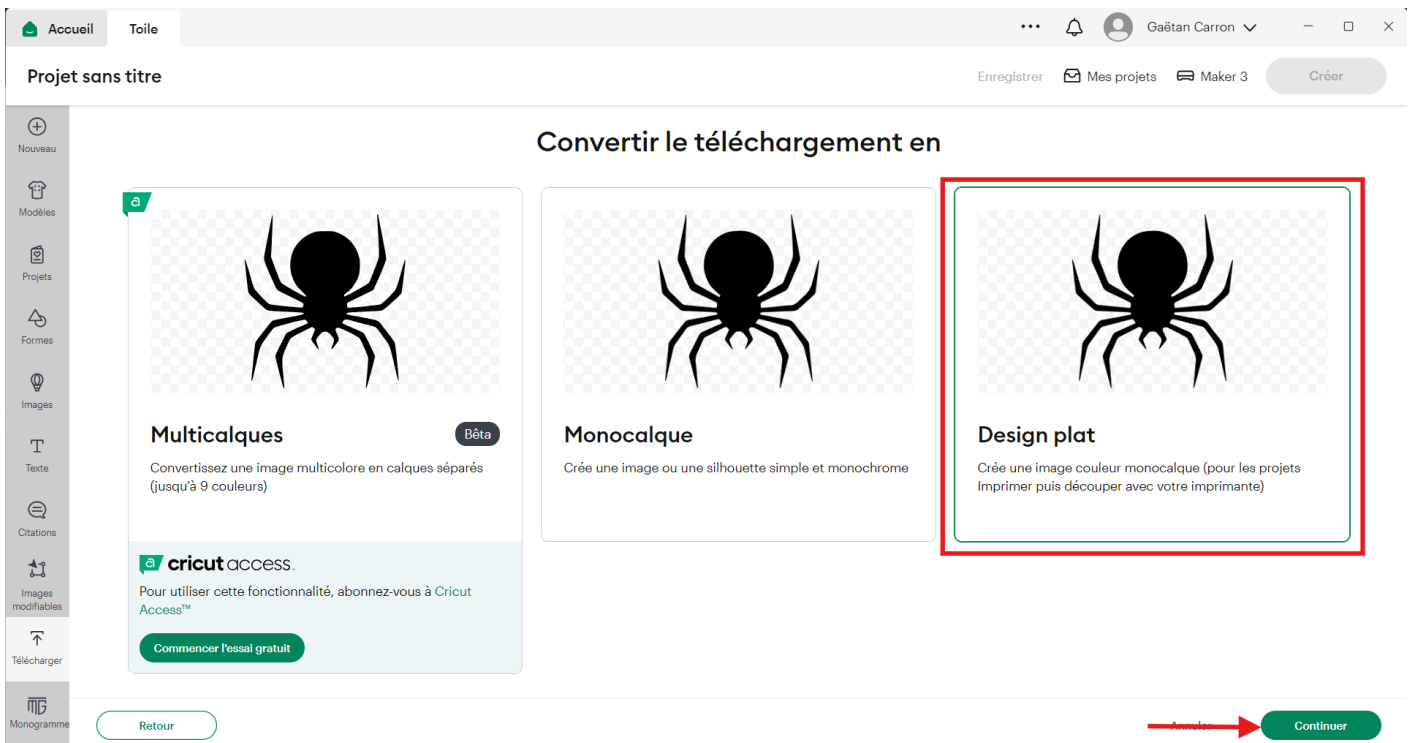 Accueil
Toile
Gaëtan Carron
Projet sans titre
Enregistrer
Mes projets
Maker 3
Créer
Nouveau
Modèles
Projets
Formes
Images
Texte
Citations
Images
modifiables
Télécharger
Monogramme
Convertir le téléchargement en
a
Multicalques
Bêta
Convertissez une image multicolore en calques séparés
(jusqu'à 9 couleurs)
a cricut access™
Pour utiliser cette fonctionnalité, abonnez-vous à Cricut
Access™
Commencer l'essai gratuit
Monocalque
Crée une image ou une silhouette simple et monochrome
Design plat
Crée une image couleur monocalque (pour les projets
Imprimer puis découper avec votre imprimante)
Retour
Annuler
Continuer